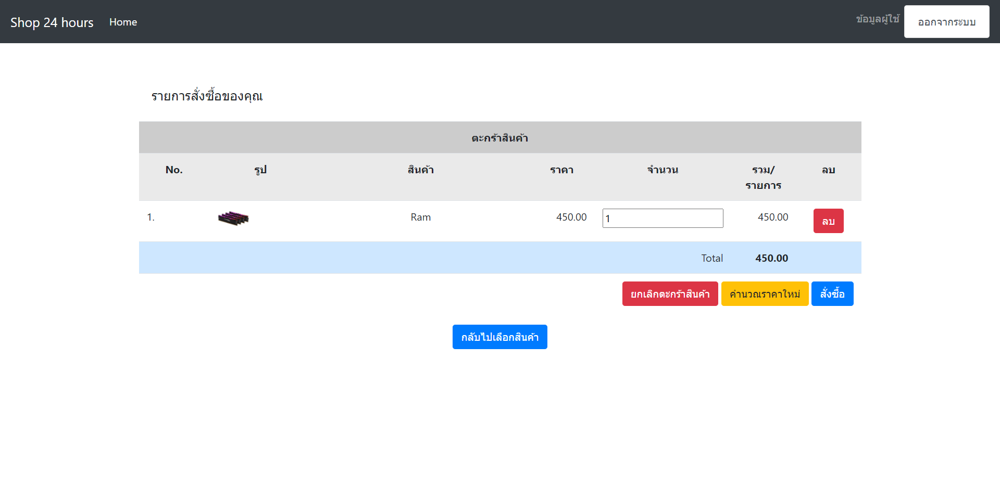 Shop 24 hours Home ข้อมูลผู้ใช้ ออกจากระบบ
รายการสั่งซื้อของคุณ
ตะกร้าสินค้า
No. รูป สินค้า ราคา จำนวน รวม/ ลบ
รายการ
1. Ram 450.00 1 450.00 ลบ
Total 450.00
ยกเลิกตะกร้าสินค้า คำนวณราคาใหม่ สั่งซื้อ
กลับไปเลือกสินค้า